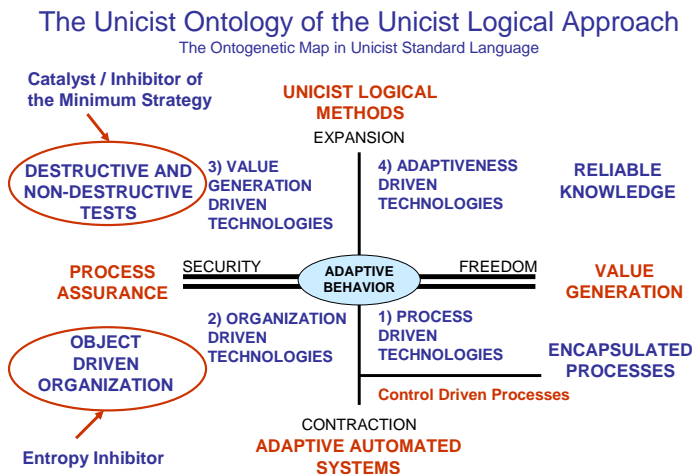 The Unicist Ontology of the Unicist Logical Approach
The Ontogenetic Map in Unicist Standard Language
Catalyst / Inhibitor of
the Minimum Strategy
UNICIST LOGICAL
METHODS
EXPANSION
DESTRUCTIVE AND
NON-DESTRUCTIVE
TESTS
3) VALUE
GENERATION
DRIVEN
TECHNOLOGIES
4) ADAPTIVENESS
DRIVEN
TECHNOLOGIES
RELIABLE
KNOWLEDGE
PROCESS
ASSURANCE
SECURITY
ADAPTIVE
BEHAVIOR
FREEDOM
VALUE
GENERATION
OBJECT
DRIVEN
ORGANIZATION
2) ORGANIZATION
DRIVEN
TECHNOLOGIES
1) PROCESS
DRIVEN
TECHNOLOGIES
ENCAPSULATED
PROCESSES
Control Driven Processes
CONTRACTION
ADAPTIVE AUTOMATED
SYSTEMS
Entropy Inhibitor